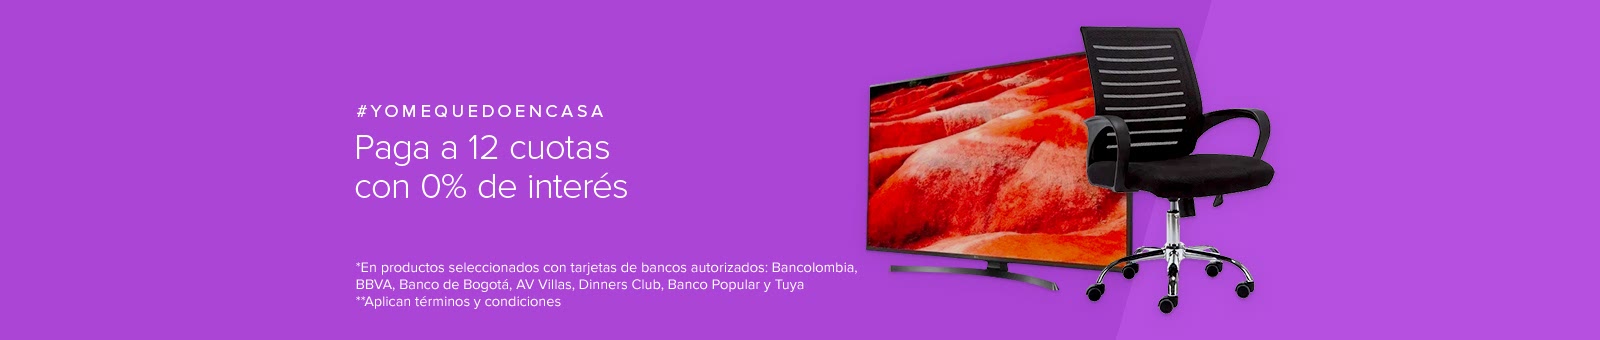 #YOMEQUEDOENCASA
Paga a 12 cuotas
con 0% de interés
*En productos seleccionados con tarjetas de bancos autorizados: Bancolombia,
BBVA, Banco de Bogotá, AV Villas, Dinners Club, Banco Popular y Tuya
**Aplican términos y condiciones